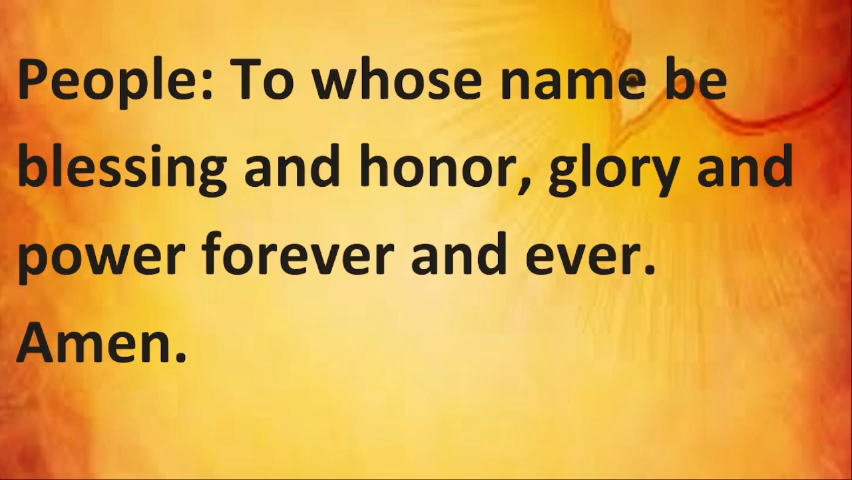 People: To whose name be
blessing and honor, glory and
power forever and ever.
Amen.